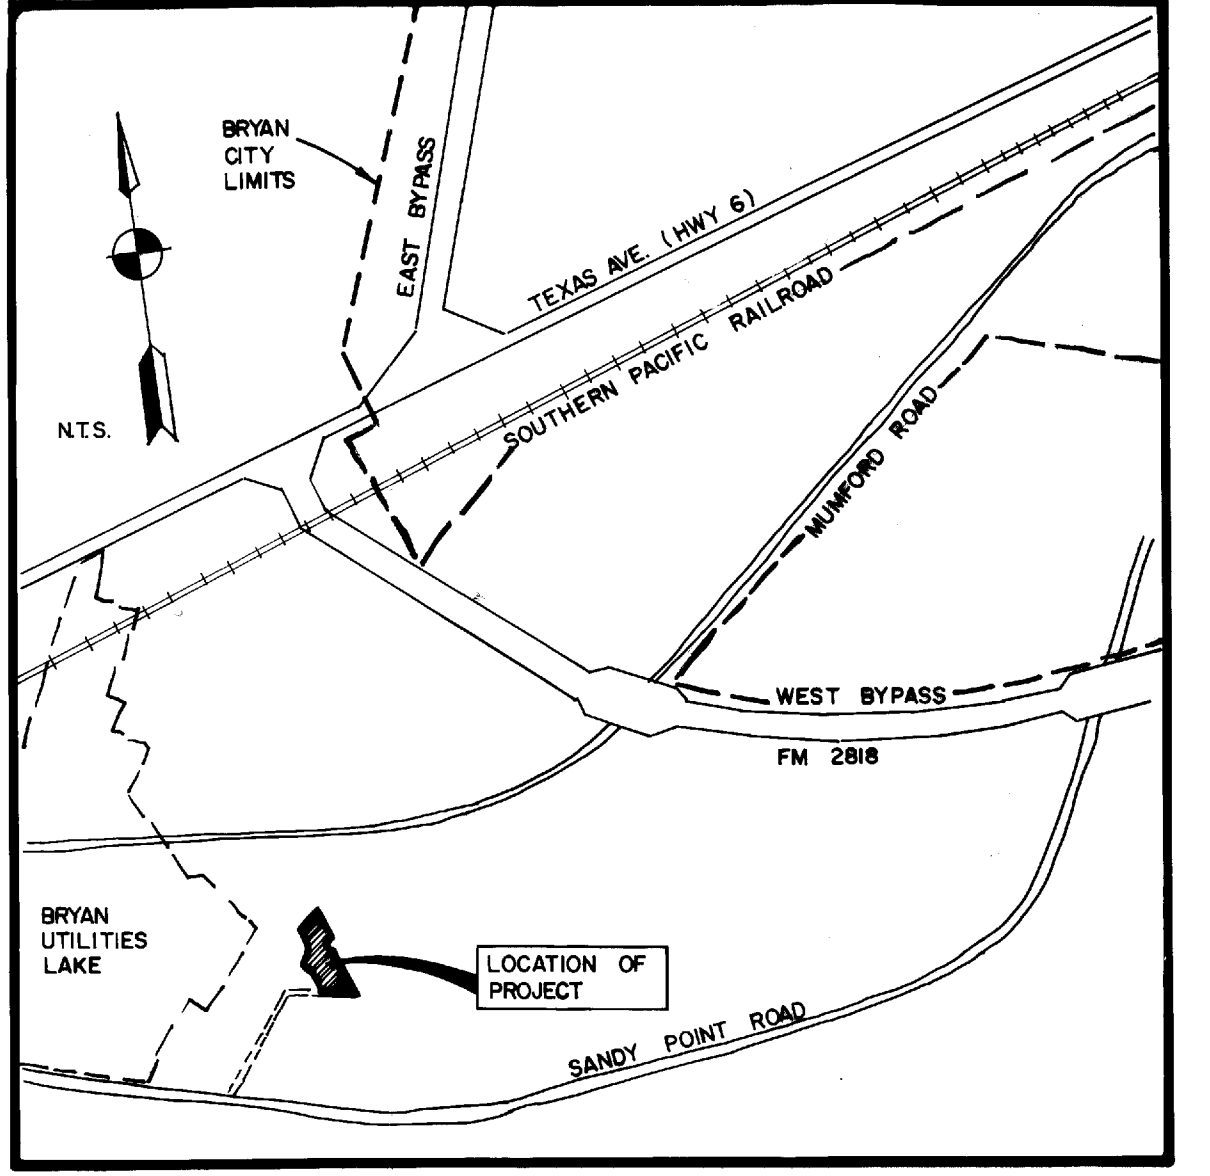 BRYAN
CITY
LIMITS
EAST BYPASS
TEXAS AVE. (HWY 6)
SOUTHERN PACIFIC RAILROAD
N.T.S.
MUMFORD ROAD
WEST BYPASS
FM 2818
BRYAN
UTILITIES
LAKE
LOCATION OF
PROJECT
SANDY POINT ROAD